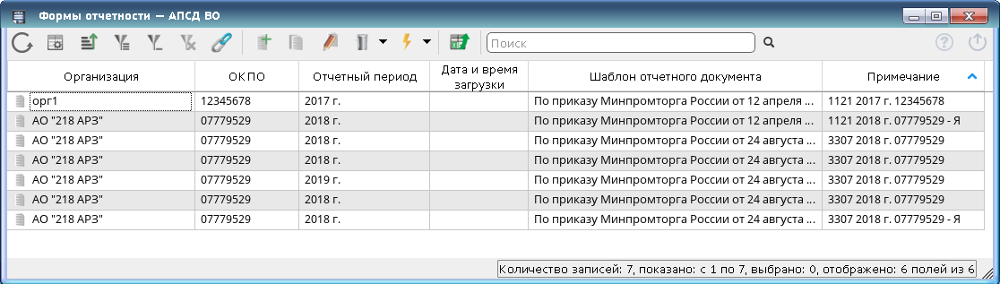 Формы отчетности — АПСД ВО
Поиск
Организация ОКПО Отчетный период Дата и время загрузки Шаблон отчетного документа Примечание
орг1 12345678 2017 г. По приказу Минпромторга России от 12 апреля ... 1121 2017 г. 12345678
АО "218 АРЗ" 07779529 2018 г. По приказу Минпромторга России от 12 апреля ... 1121 2018 г. 07779529 - Я
АО "218 АРЗ" 07779529 2018 г. По приказу Минпромторга России от 24 августа ... 3307 2018 г. 07779529
АО "218 АРЗ" 07779529 2018 г. По приказу Минпромторга России от 24 августа ... 3307 2018 г. 07779529
АО "218 АРЗ" 07779529 2019 г. По приказу Минпромторга России от 24 августа ... 3307 2018 г. 07779529
АО "218 АРЗ" 07779529 2018 г. По приказу Минпромторга России от 24 августа ... 3307 2018 г. 07779529
АО "218 АРЗ" 07779529 2018 г. По приказу Минпромторга России от 24 августа ... 3307 2018 г. 07779529 - Я
Количество записей: 7, показано: с 1 по 7, выбрано: 0, отображено: 6 полей из 6